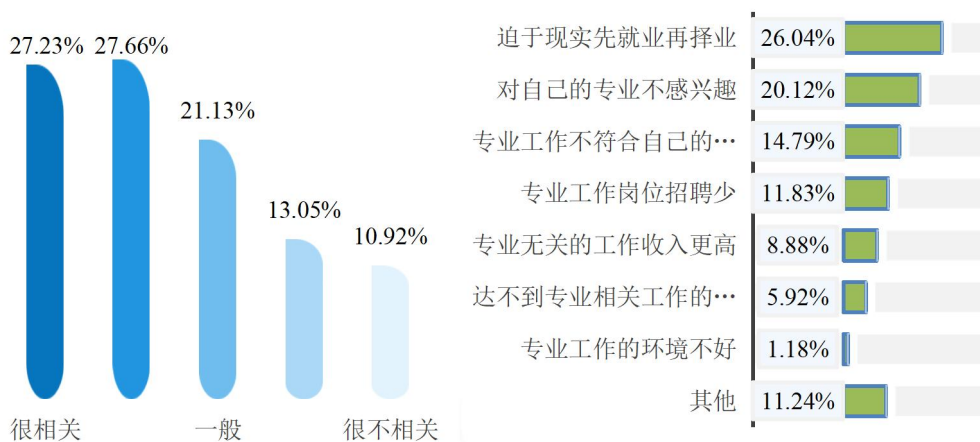 27.23%
27.66%
21.13%
13.05%
10.92%
很相关
一般
很不相关
迫于现实先就业再择业 26.04%
对自己的专业不感兴趣 20.12%
专业工作不符合自己的… 14.79%
专业工作岗位招聘少 11.83%
专业无关的工作收入更高 8.88%
达不到专业相关工作的… 5.92%
专业工作的环境不好 1.18%
其他 11.24%